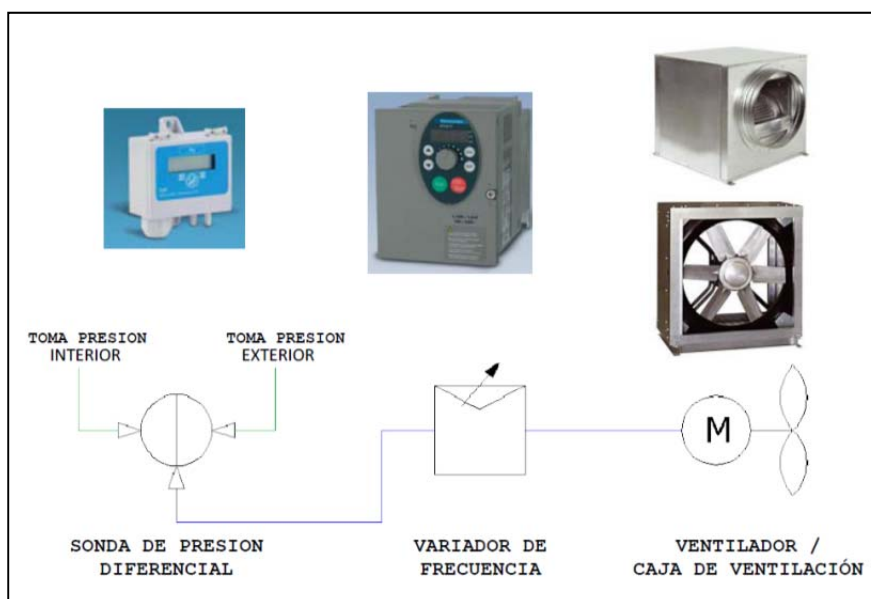 TOMA PRESION
INTERIOR
TOMA PRESION
EXTERIOR
M
SONDA DE PRESION
DIFERENCIAL
VARIADOR DE
FRECUENCIA
VENTILADOR /
CAJA DE VENTILACIÓN